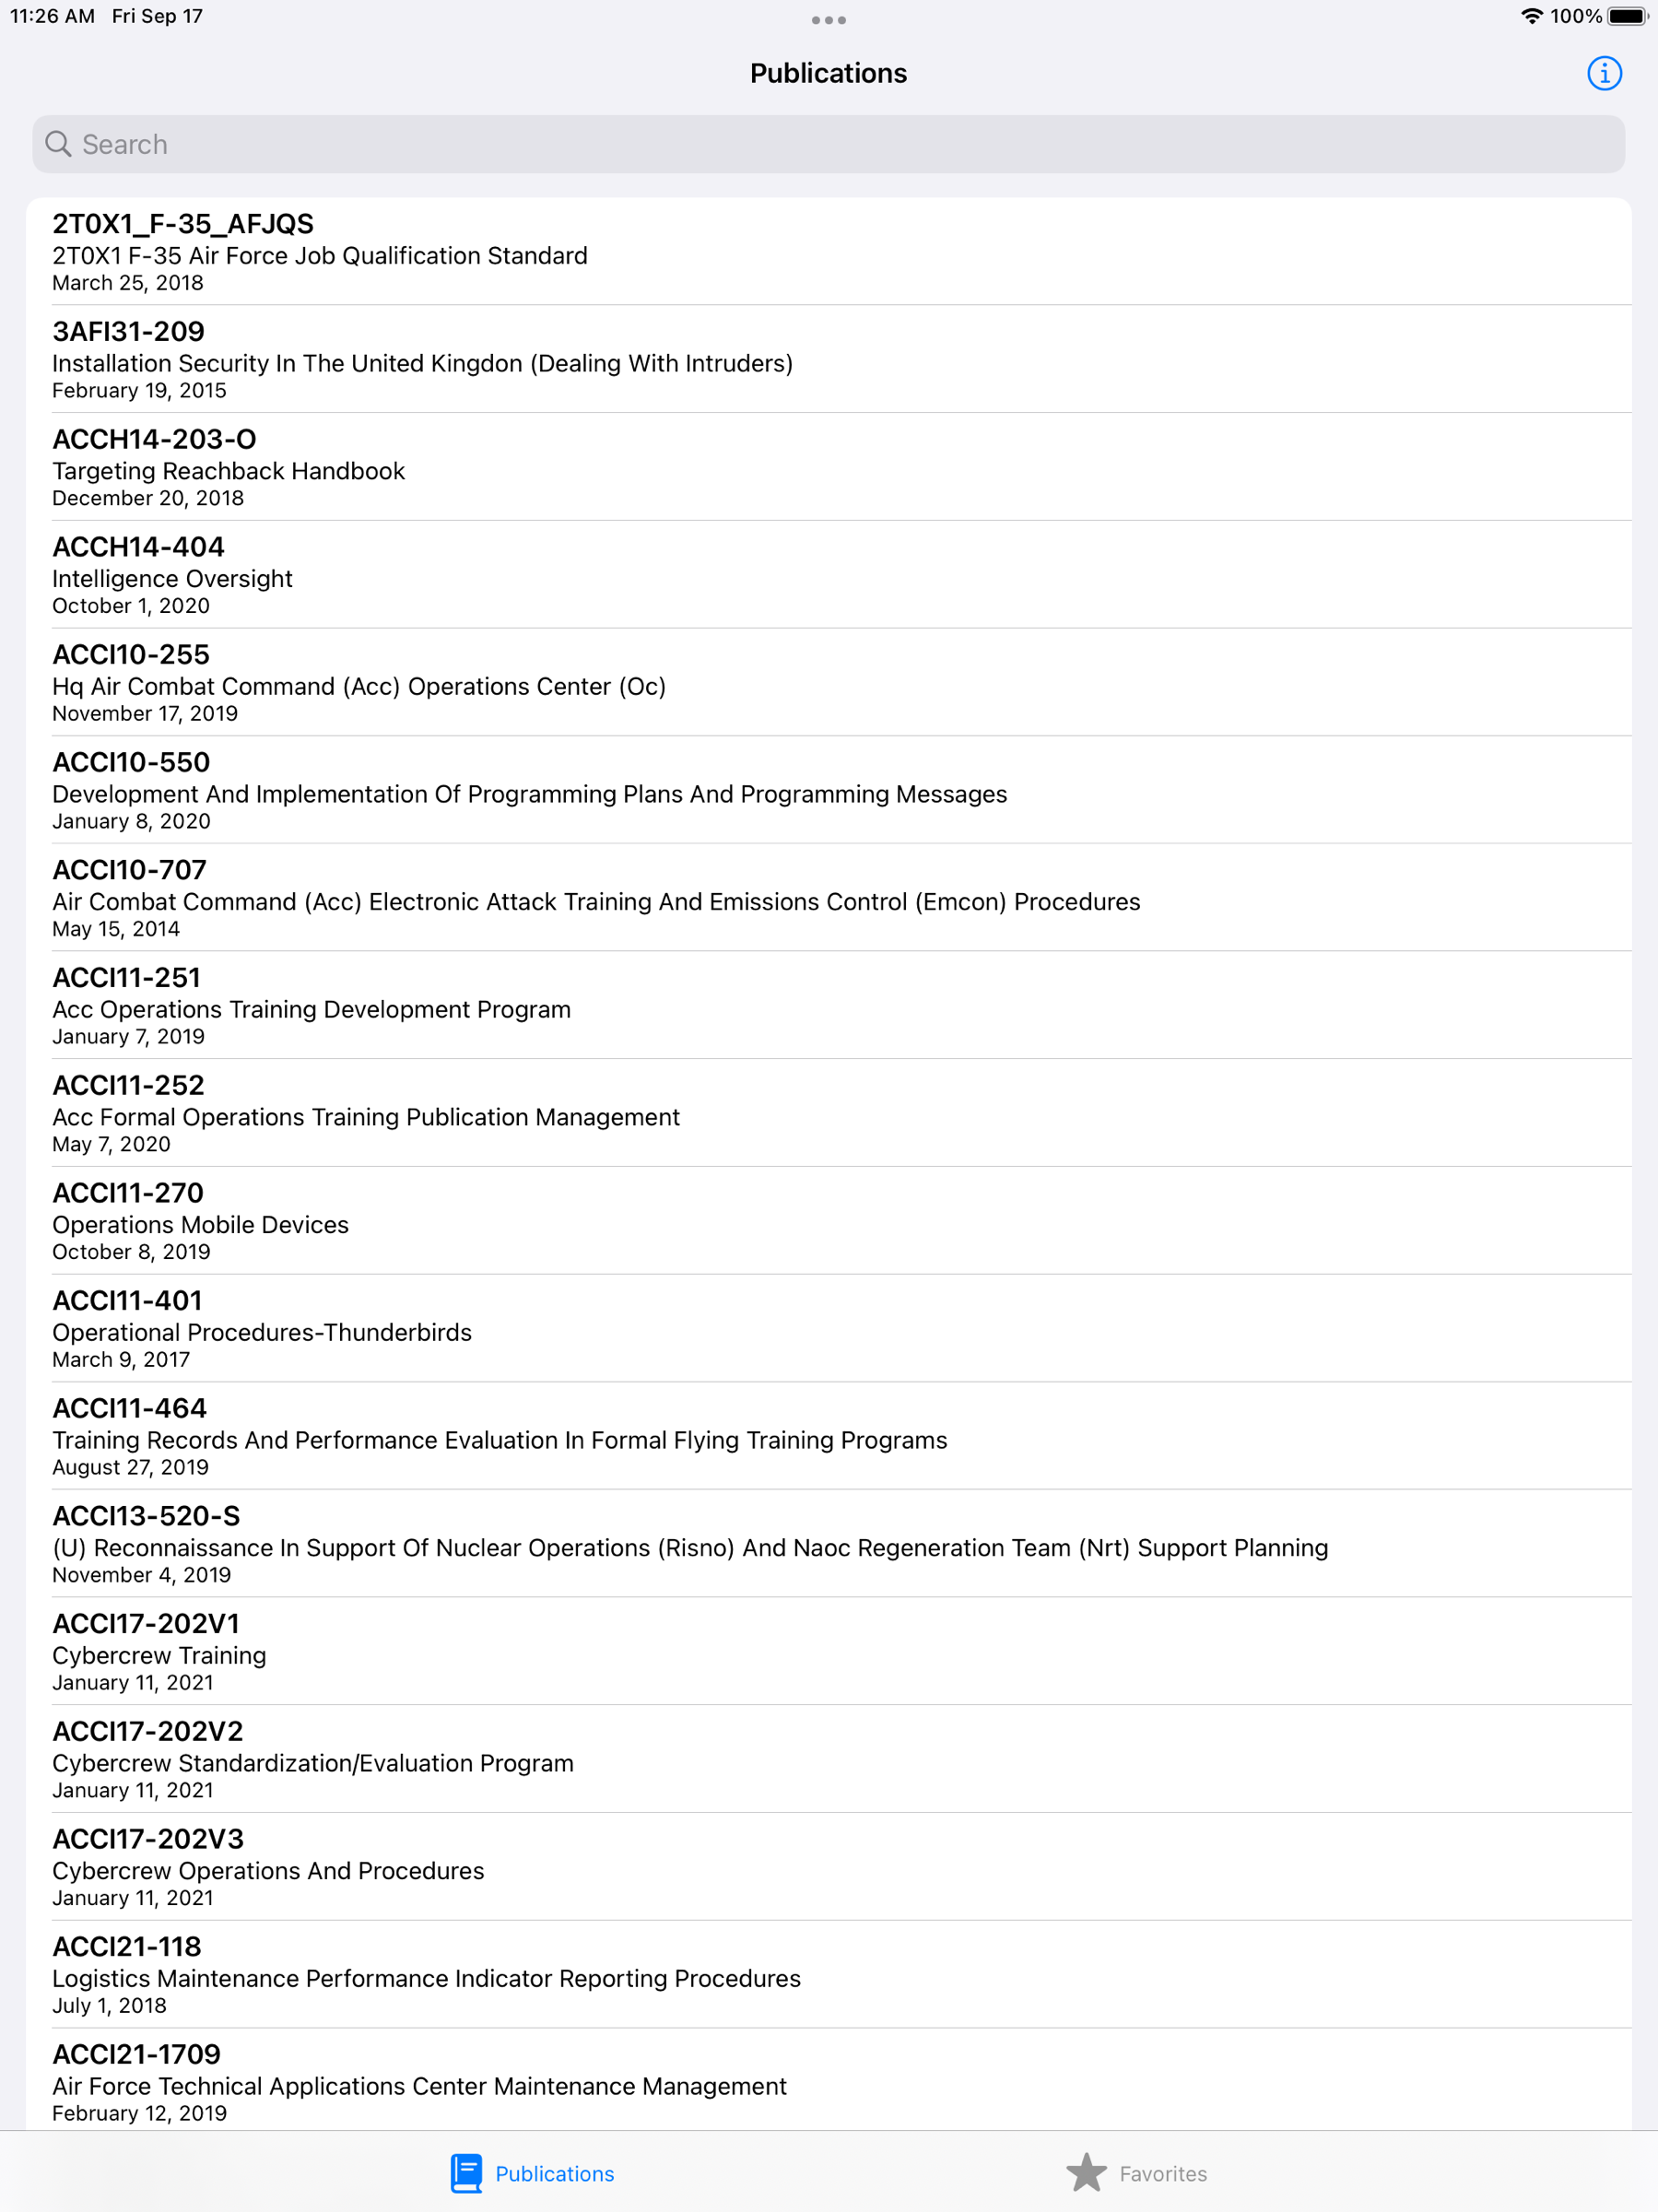 11:26 AM Fri Sep 17
100%
Publications
Search
2T0X1_F-35_AFJQS
2T0X1 F-35 Air Force Job Qualification Standard
March 25, 2018
3AFI31-209
Installation Security In The United Kingdon (Dealing With Intruders)
February 19, 2015
ACCH14-203-O
Targeting Reachback Handbook
December 20, 2018
ACCH14-404
Intelligence Oversight
October 1, 2020
ACCI10-255
Hq Air Combat Command (Acc) Operations Center (Oc)
November 17, 2019
ACCI10-550
Development And Implementation Of Programming Plans And Programming Messages
January 8, 2020
ACCI10-707
Air Combat Command (Acc) Electronic Attack Training And Emissions Control (Emcon) Procedures
May 15, 2014
ACCI11-251
Acc Operations Training Development Program
January 7, 2019
ACCI11-252
Acc Formal Operations Training Publication Management
May 7, 2020
ACCI11-270
Operations Mobile Devices
October 8, 2019
ACCI11-401
Operational Procedures-Thunderbirds
March 9, 2017
ACCI11-464
Training Records And Performance Evaluation In Formal Flying Training Programs
August 27, 2019
ACCI13-520-S
(U) Reconnaissance In Support Of Nuclear Operations (Risno) And Naoc Regeneration Team (Nrt) Support Planning
November 4, 2019
ACCI17-202V1
Cybercrew Training
January 11, 2021
ACCI17-202V2
Cybercrew Standardization/Evaluation Program
January 11, 2021
ACCI17-202V3
Cybercrew Operations And Procedures
January 11, 2021
ACCI21-118
Logistics Maintenance Performance Indicator Reporting Procedures
July 1, 2018
ACCI21-1709
Air Force Technical Applications Center Maintenance Management
February 12, 2019
Publications
Favorites